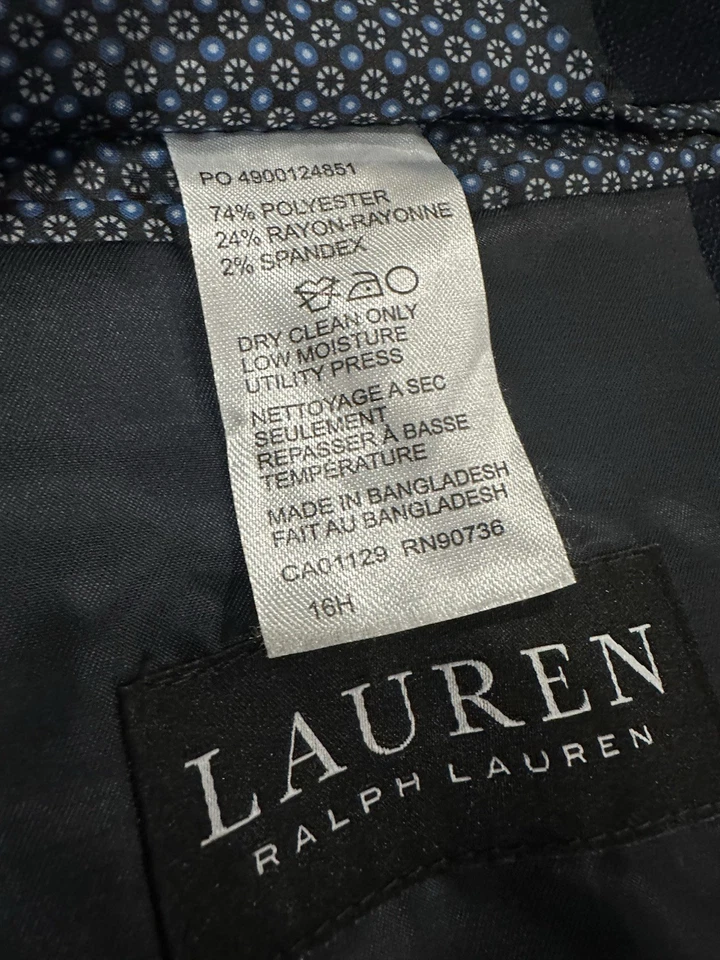 PO 4900124851
74% POLYESTER
24% RAYON-RAYONNE
2% SPANDEX
DRY CLEAN ONLY
LOW MOISTURE
UTILITY PRESS
NETTOYAGE A SEC
SEULEMENT
REPASSER À BASSE
TEMPÉRATURE
MADE IN BANGLADESH
FAIT AU BANGLADESH
CA01129 RN90736
16H
LAUREN
RALPH LAUREN